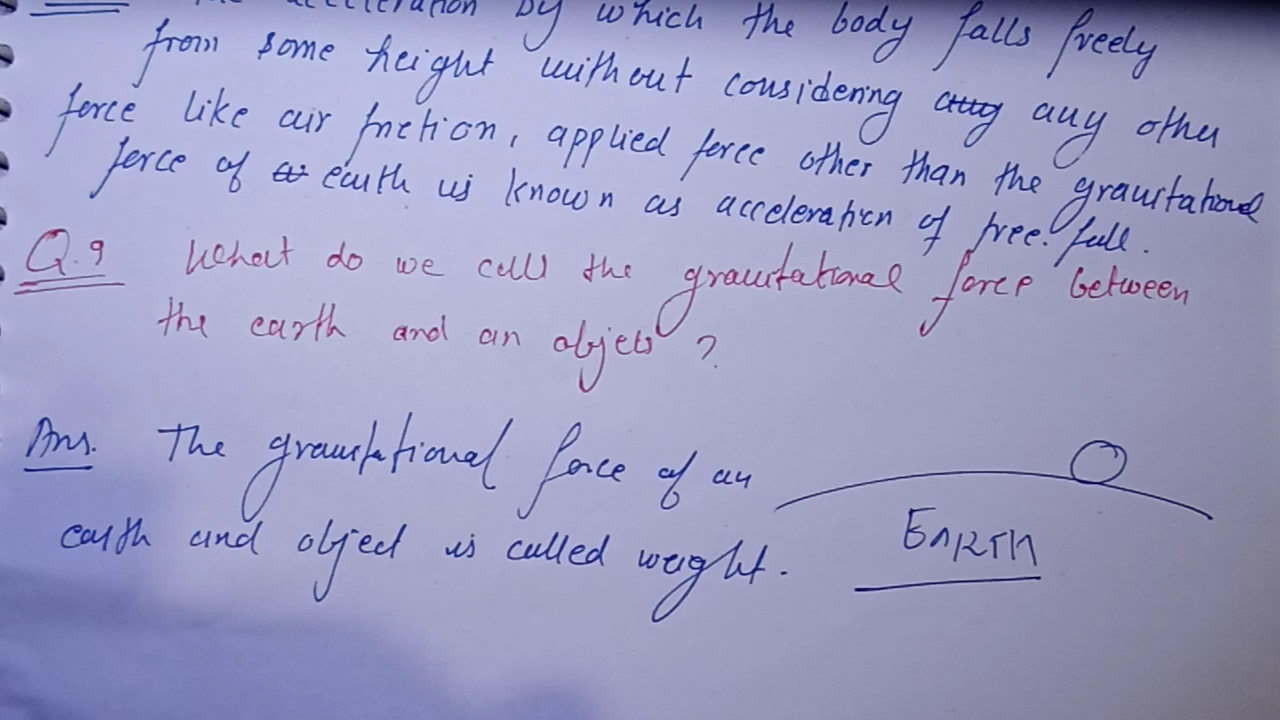 The acceleration by which the body falls freely
from some height without considering any any other
force like air friction, applied force other than the gravitational
force of earth is known as acceleration of free fall.
Q.9 What do we call the gravitational force between
the earth and an object ?
Ans. The gravitational force of an
earth and object is called weight.
EARTH